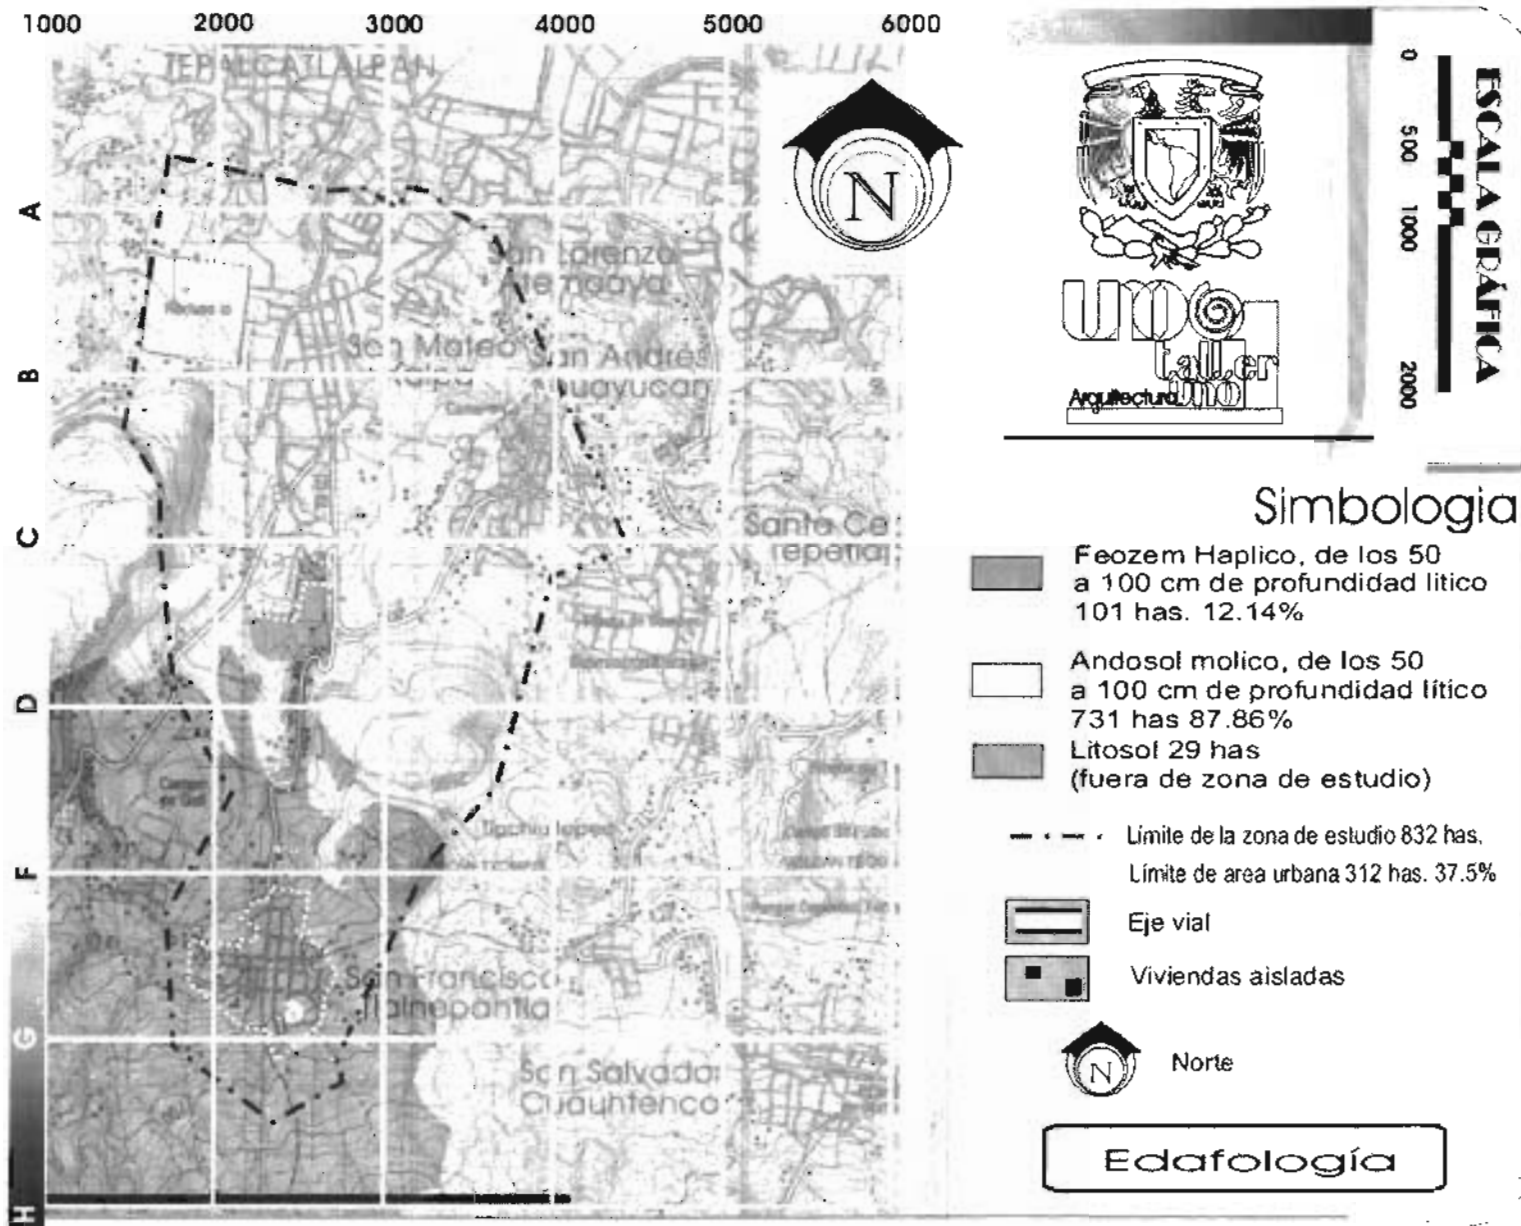 1000 2000 3000 4000 5000 6000
A
B
C
D
F
G
H
TEPALCATLALPAN
San Lorenzo
San Mateo
San Andrés
Santa Ce
San Francisco
Tlalnepantla
San Salvador
Cuauhtenco
N
Arquitectura
taller
uno
0
500
1000
2000
ESCALA GRÁFICA
Simbologia
Feozem Haplico, de los 50
a 100 cm de profundidad litico
101 has. 12.14%
Andosol molico, de los 50
a 100 cm de profundidad lítico
731 has 87.86%
Litosol 29 has
(fuera de zona de estudio)
Límite de la zona de estudio 832 has.
Límite de area urbana 312 has. 37.5%
Eje vial
Viviendas aisladas
N
Norte
Edafología